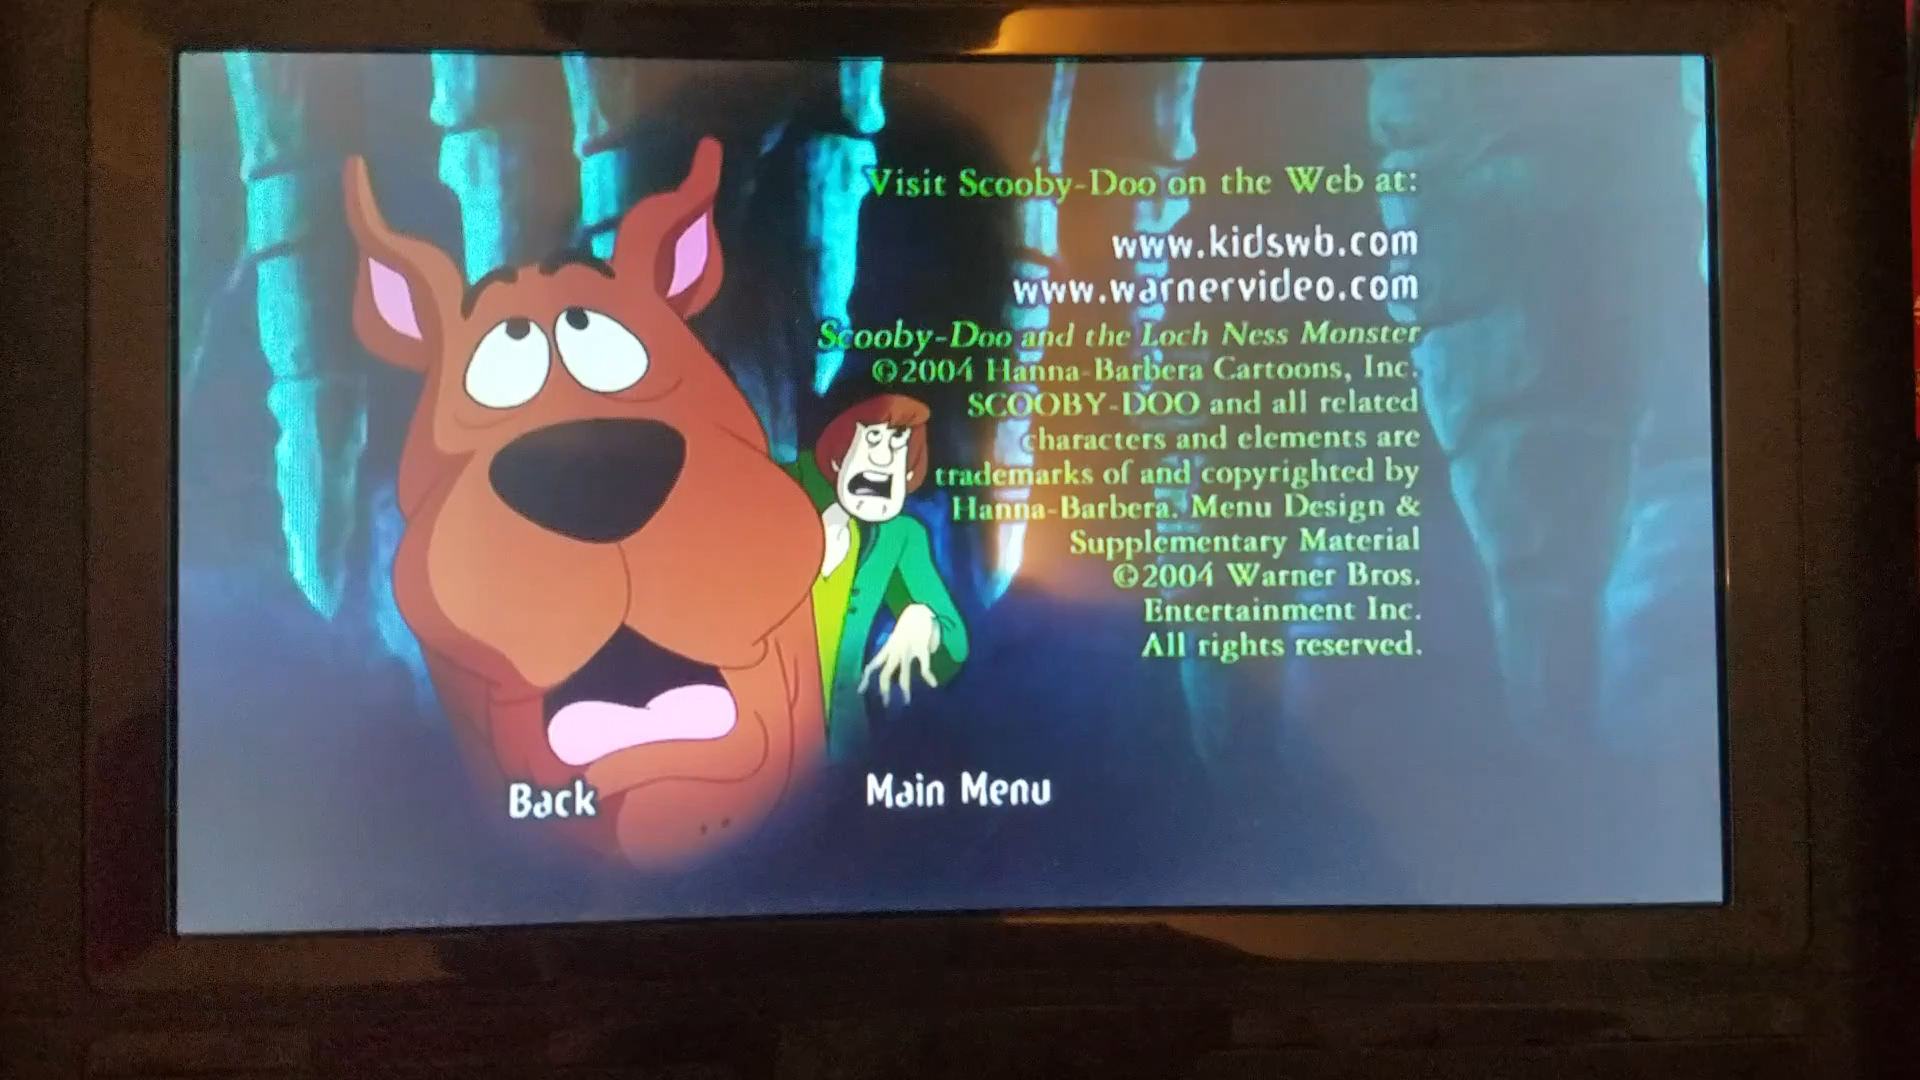 Visit Scooby-Doo on the Web at:
www.kidswb.com
www.warnervideo.com
Scooby-Doo and the Loch Ness Monster
©2004 Hanna-Barbera Cartoons, Inc.
SCOOBY-DOO and all related
characters and elements are
trademarks of and copyrighted by
Hanna-Barbera. Menu Design &
Supplementary Material
©2004 Warner Bros.
Entertainment Inc.
All rights reserved.
Back
Main Menu